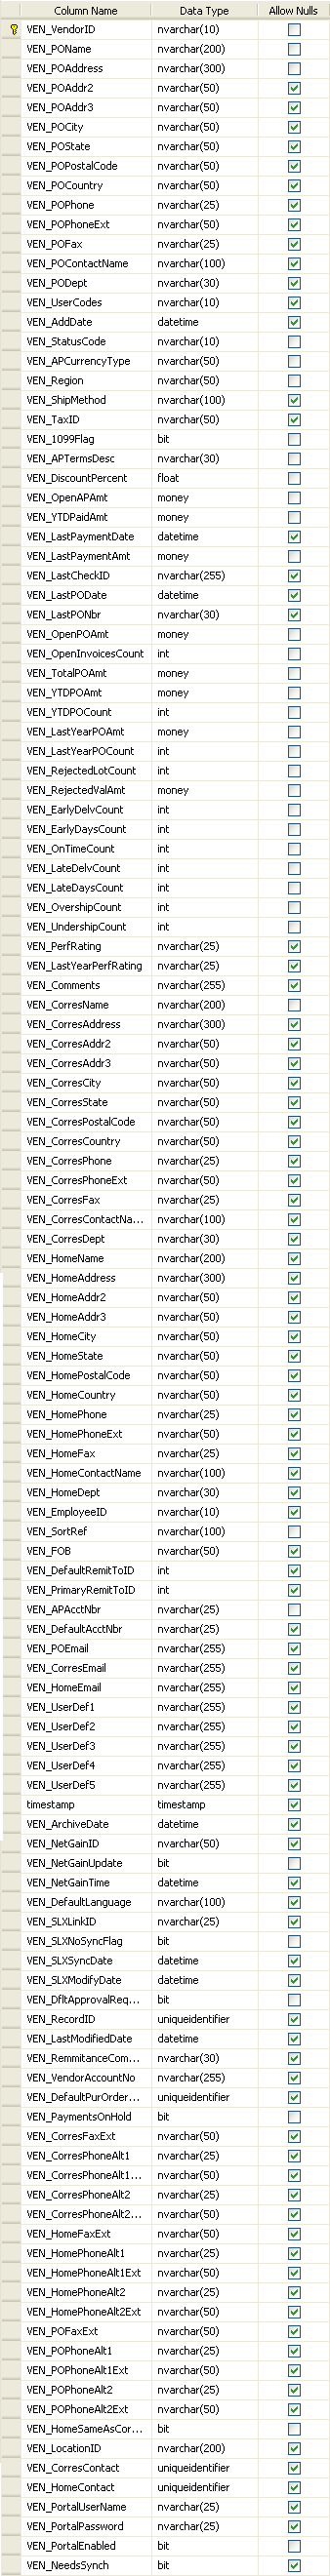 Column Name Data Type Allow Nulls
VEN_VendorID nvarchar(10)
VEN_POName nvarchar(200)
VEN_POAddress nvarchar(300)
VEN_POAddr2 nvarchar(50)
VEN_POAddr3 nvarchar(50)
VEN_POCity nvarchar(50)
VEN_POState nvarchar(50)
VEN_POPostalCode nvarchar(50)
VEN_POCountry nvarchar(50)
VEN_POPhone nvarchar(25)
VEN_POPhoneExt nvarchar(50)
VEN_POFax nvarchar(25)
VEN_POContactName nvarchar(100)
VEN_PODept nvarchar(30)
VEN_UserCodes nvarchar(10)
VEN_AddDate datetime
VEN_StatusCode nvarchar(10)
VEN_APCurrencyType nvarchar(50)
VEN_Region nvarchar(50)
VEN_ShipMethod nvarchar(100)
VEN_TaxID nvarchar(50)
VEN_1099Flag bit
VEN_APTermsDesc nvarchar(30)
VEN_DiscountPercent float
VEN_OpenAPAmt money
VEN_YTDPaidAmt money
VEN_LastPaymentDate datetime
VEN_LastPaymentAmt money
VEN_LastCheckID nvarchar(255)
VEN_LastPODate datetime
VEN_LastPONbr nvarchar(30)
VEN_OpenPOAmt money
VEN_OpenInvoicesCount int
VEN_TotalPOAmt money
VEN_YTDPOAmt money
VEN_YTDPOCount int
VEN_LastYearPOAmt money
VEN_LastYearPOCount int
VEN_RejectedLotCount int
VEN_RejectedValAmt money
VEN_EarlyDelvCount int
VEN_EarlyDaysCount int
VEN_OnTimeCount int
VEN_LateDelvCount int
VEN_LateDaysCount int
VEN_OvershipCount int
VEN_UndershipCount int
VEN_PerfRating nvarchar(25)
VEN_LastYearPerfRating nvarchar(25)
VEN_Comments nvarchar(255)
VEN_CorresName nvarchar(200)
VEN_CorresAddress nvarchar(300)
VEN_CorresAddr2 nvarchar(50)
VEN_CorresAddr3 nvarchar(50)
VEN_CorresCity nvarchar(50)
VEN_CorresState nvarchar(50)
VEN_CorresPostalCode nvarchar(50)
VEN_CorresCountry nvarchar(50)
VEN_CorresPhone nvarchar(25)
VEN_CorresPhoneExt nvarchar(50)
VEN_CorresFax nvarchar(25)
VEN_CorresContactNa... nvarchar(100)
VEN_CorresDept nvarchar(30)
VEN_HomeName nvarchar(200)
VEN_HomeAddress nvarchar(300)
VEN_HomeAddr2 nvarchar(50)
VEN_HomeAddr3 nvarchar(50)
VEN_HomeCity nvarchar(50)
VEN_HomeState nvarchar(50)
VEN_HomePostalCode nvarchar(50)
VEN_HomeCountry nvarchar(50)
VEN_HomePhone nvarchar(25)
VEN_HomePhoneExt nvarchar(50)
VEN_HomeFax nvarchar(25)
VEN_HomeContactName nvarchar(100)
VEN_HomeDept nvarchar(30)
VEN_EmployeeID nvarchar(10)
VEN_SortRef nvarchar(100)
VEN_FOB nvarchar(50)
VEN_DefaultRemitToID int
VEN_PrimaryRemitToID int
VEN_APAcctNbr nvarchar(25)
VEN_DefaultAcctNbr nvarchar(25)
VEN_POEmail nvarchar(255)
VEN_CorresEmail nvarchar(255)
VEN_HomeEmail nvarchar(255)
VEN_UserDef1 nvarchar(255)
VEN_UserDef2 nvarchar(255)
VEN_UserDef3 nvarchar(255)
VEN_UserDef4 nvarchar(255)
VEN_UserDef5 nvarchar(255)
timestamp timestamp
VEN_ArchiveDate datetime
VEN_NetGainID nvarchar(50)
VEN_NetGainUpdate bit
VEN_NetGainTime datetime
VEN_DefaultLanguage nvarchar(100)
VEN_SLXLinkID nvarchar(25)
VEN_SLXNoSyncFlag bit
VEN_SLXSyncDate datetime
VEN_SLXModifyDate datetime
VEN_DfltApprovalReq... bit
VEN_RecordID uniqueidentifier
VEN_LastModifiedDate datetime
VEN_RemmitanceCom... nvarchar(30)
VEN_VendorAccountNo nvarchar(255)
VEN_DefaultPurOrder... uniqueidentifier
VEN_PaymentsOnHold bit
VEN_CorresFaxExt nvarchar(50)
VEN_CorresPhoneAlt1 nvarchar(25)
VEN_CorresPhoneAlt1... nvarchar(50)
VEN_CorresPhoneAlt2 nvarchar(25)
VEN_CorresPhoneAlt2... nvarchar(50)
VEN_HomeFaxExt nvarchar(50)
VEN_HomePhoneAlt1 nvarchar(25)
VEN_HomePhoneAlt1Ext nvarchar(50)
VEN_HomePhoneAlt2 nvarchar(25)
VEN_HomePhoneAlt2Ext nvarchar(50)
VEN_POFaxExt nvarchar(50)
VEN_POPhoneAlt1 nvarchar(25)
VEN_POPhoneAlt1Ext nvarchar(50)
VEN_POPhoneAlt2 nvarchar(25)
VEN_POPhoneAlt2Ext nvarchar(50)
VEN_HomeSameAsCor... bit
VEN_LocationID nvarchar(200)
VEN_CorresContact uniqueidentifier
VEN_HomeContact uniqueidentifier
VEN_PortalUserName nvarchar(25)
VEN_PortalPassword nvarchar(25)
VEN_PortalEnabled bit
VEN_NeedsSynch bit